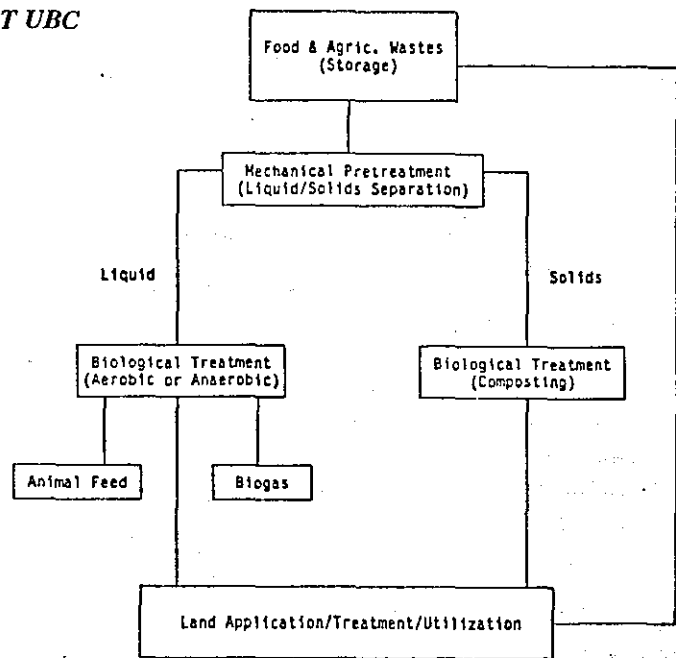 T UBC
Food & Agric. Wastes
(Storage)
Mechanical Pretreatment
(Liquid/Solids Separation)
Liquid
Solids
Biological Treatment
(Aerobic or Anaerobic)
Biological Treatment
(Composting)
Animal Feed
Biogas
Land Application/Treatment/Utilization